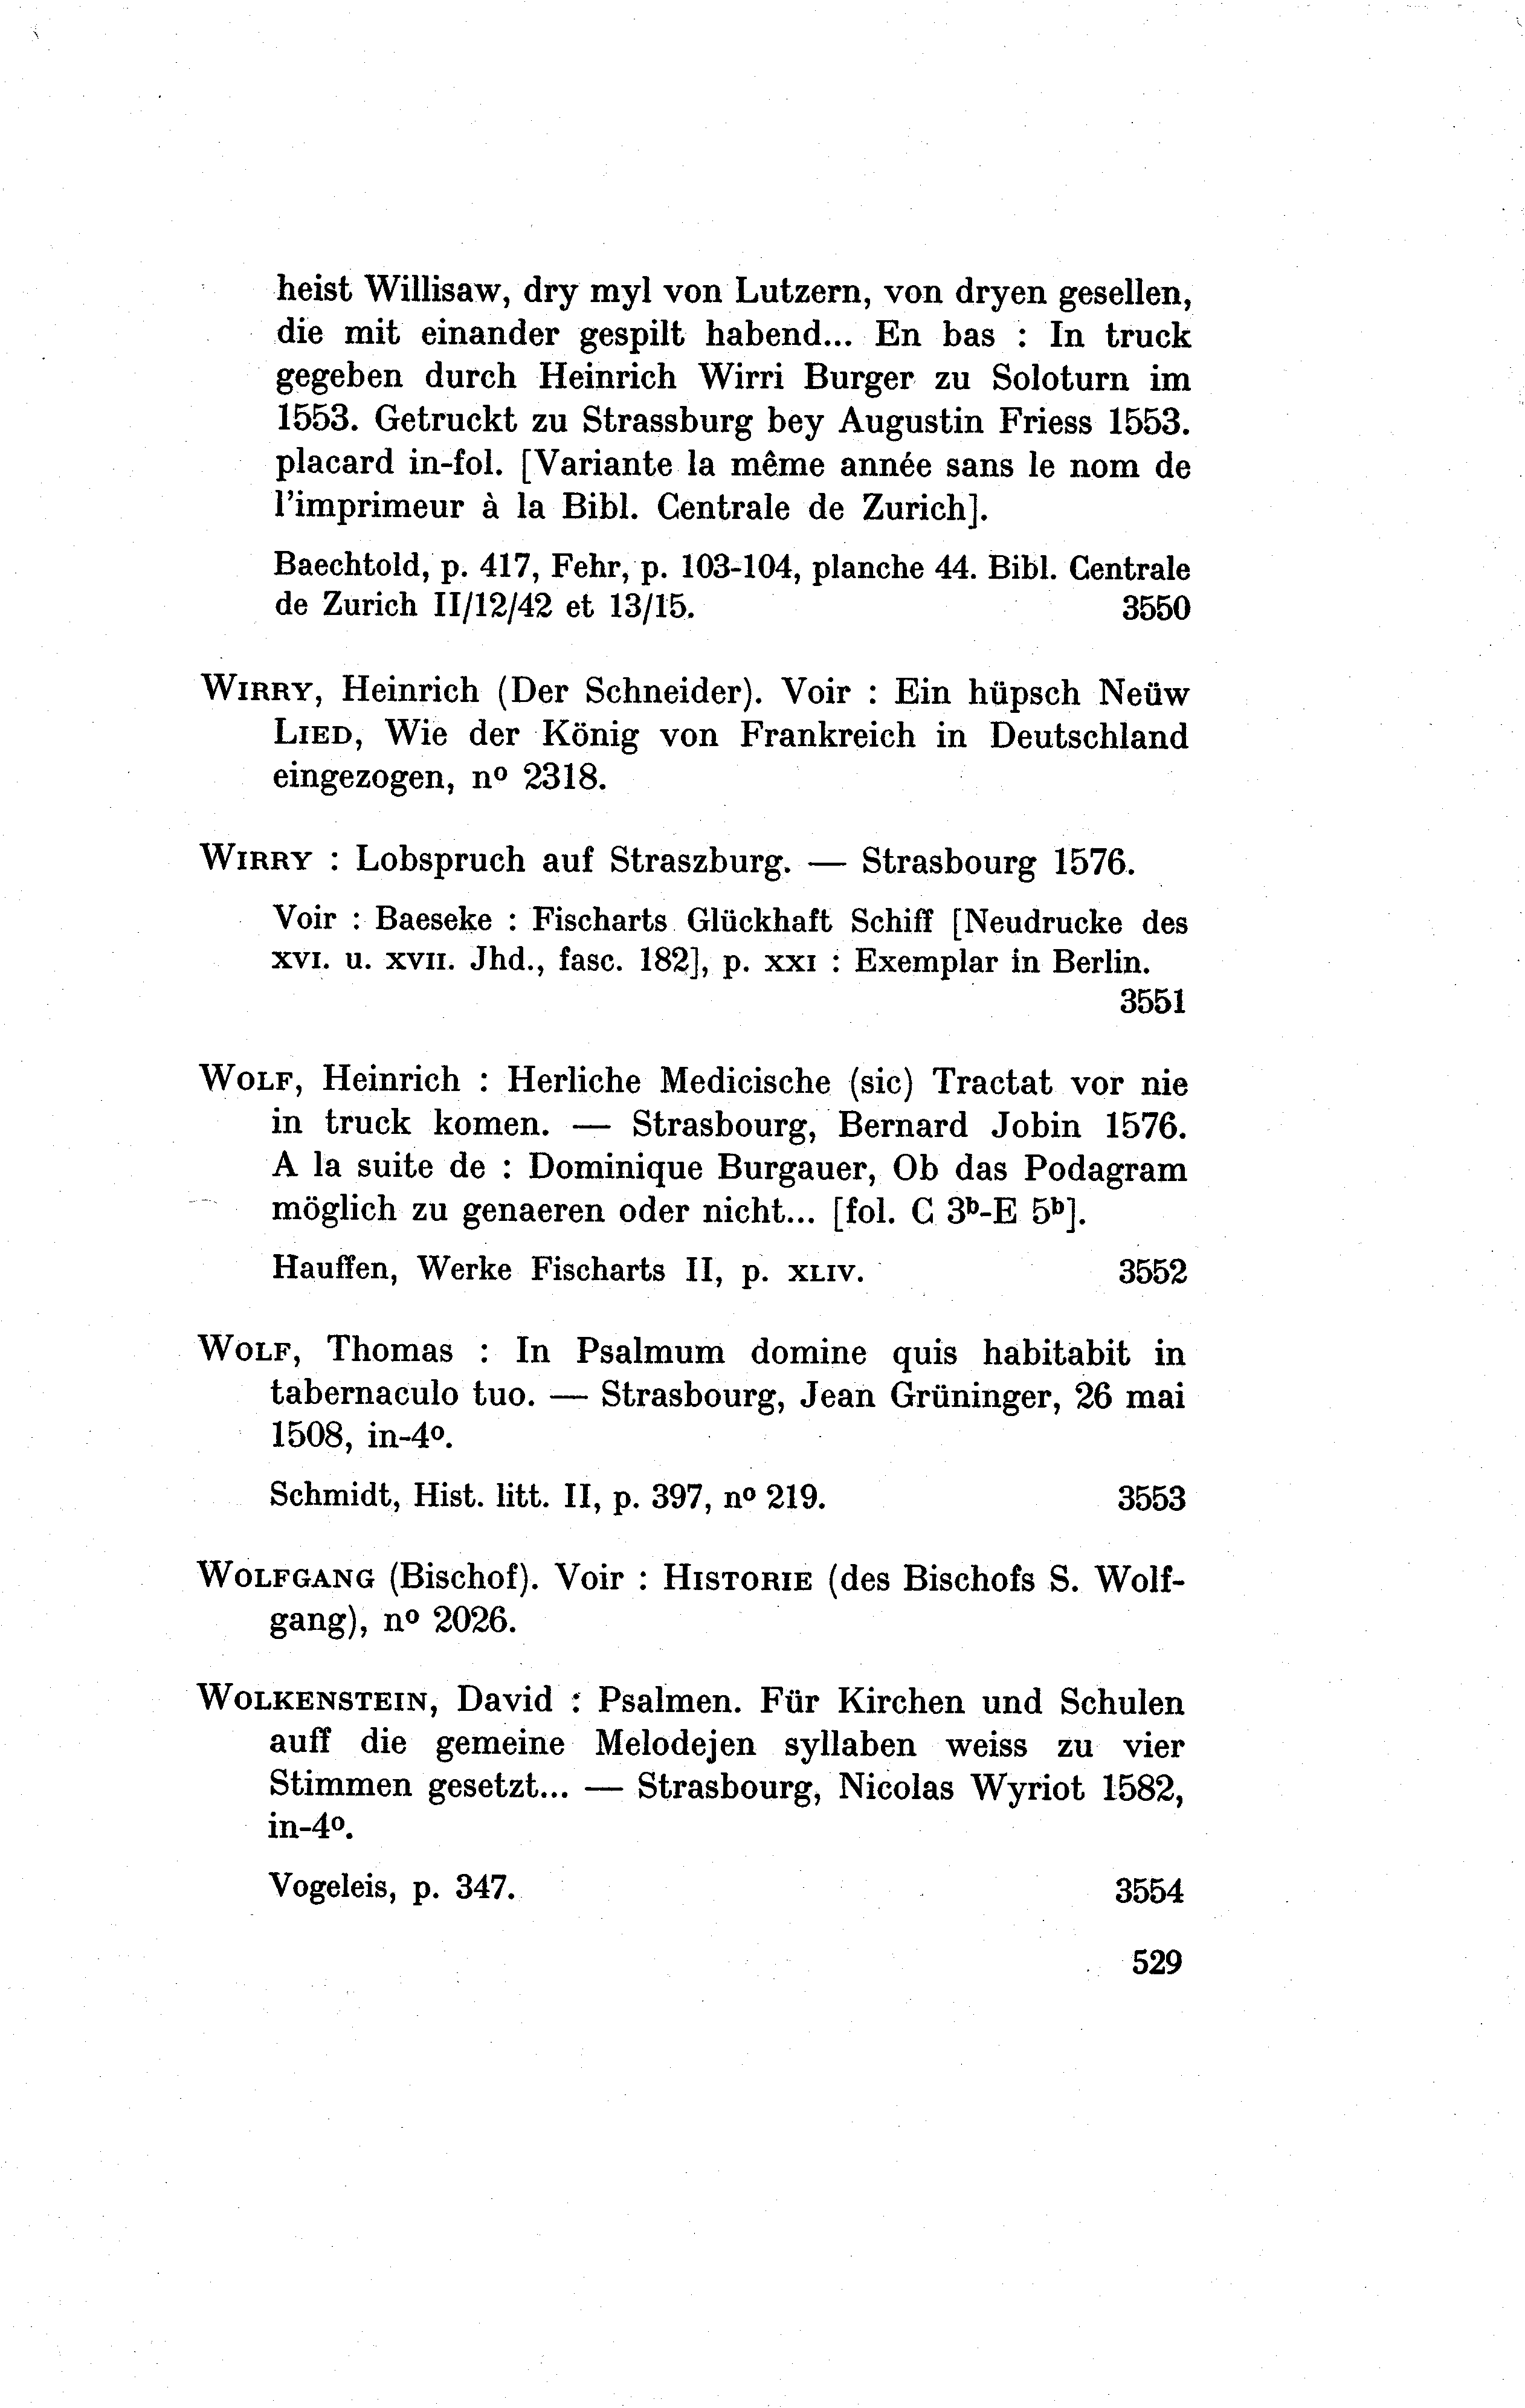 heist Willisaw, dry myl von Lutzern, von dryen gesellen,
die mit einander gespilt habend... En bas : In truck
gegeben durch Heinrich Wirri Burger zu Soloturn im
1553. Getruckt zu Strassburg bey Augustin Friess 1553.
placard in-fol. [Variante la même année sans le nom de
l'imprimeur à la Bibl. Centrale de Zurich].
Baechtold, p. 417, Fehr, p. 103-104, planche 44. Bibl. Centrale
de Zurich II/12/42 et 13/15. 3550
WIRRY, Heinrich (Der Schneider). Voir : Ein hüpsch Neüw
LIED, Wie der König von Frankreich in Deutschland
eingezogen, nº 2318.
WIRRY : Lobspruch auf Straszburg. — Strasbourg 1576.
Voir : Baeseke : Fischarts Glückhaft Schiff [Neudrucke des
XVI. u. XVII. Jhd., fasc. 182], p. XXI : Exemplar in Berlin.
3551
WOLF, Heinrich : Herliche Medicische (sic) Tractat vor nie
in truck komen. — Strasbourg, Bernard Jobin 1576.
A la suite de : Dominique Burgauer, Ob das Podagram
möglich zu genaeren oder nicht... [fol. C 3ᵇ-E 5ᵇ].
Hauffen, Werke Fischarts II, p. XLIV. 3552
WOLF, Thomas : In Psalmum domine quis habitabit in
tabernaculo tuo. — Strasbourg, Jean Grüninger, 26 mai
1508, in-4º.
Schmidt, Hist. litt. II, p. 397, nº 219. 3553
WOLFGANG (Bischof). Voir : HISTORIE (des Bischofs S. Wolf-
gang), nº 2026.
WOLKENSTEIN, David : Psalmen. Für Kirchen und Schulen
auff die gemeine Melodejen syllaben weiss zu vier
Stimmen gesetzt... — Strasbourg, Nicolas Wyriot 1582,
in-4º.
Vogeleis, p. 347. 3554
529